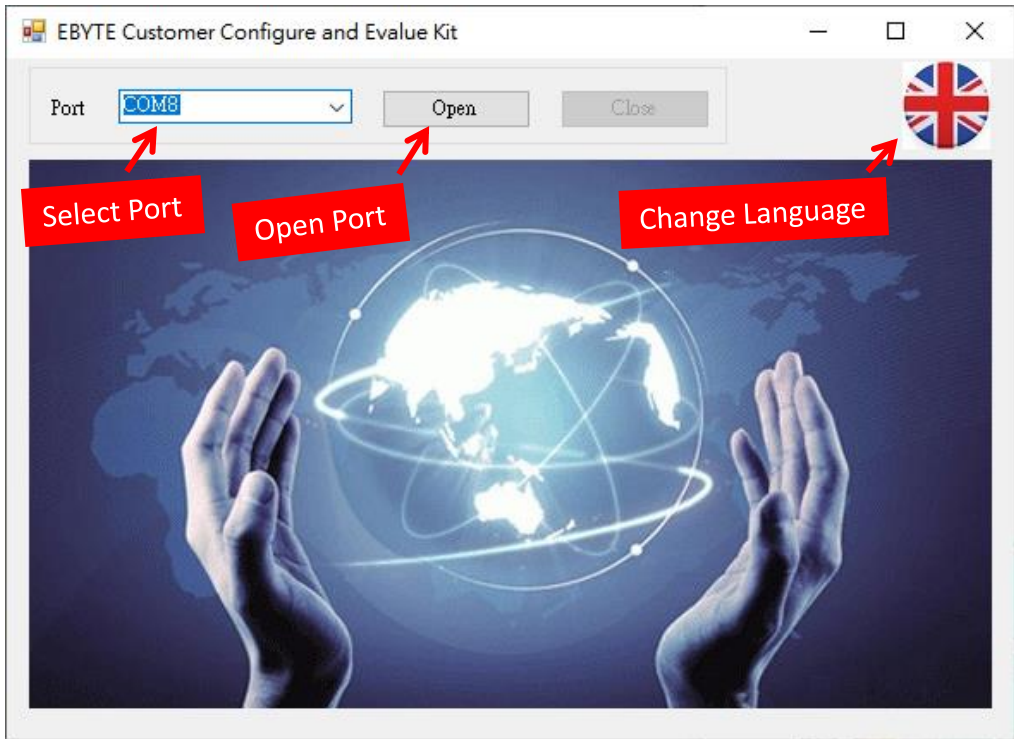 EBYTE Customer Configure and Evalue Kit
Port COM8 Open Close
Select Port
Open Port
Change Language